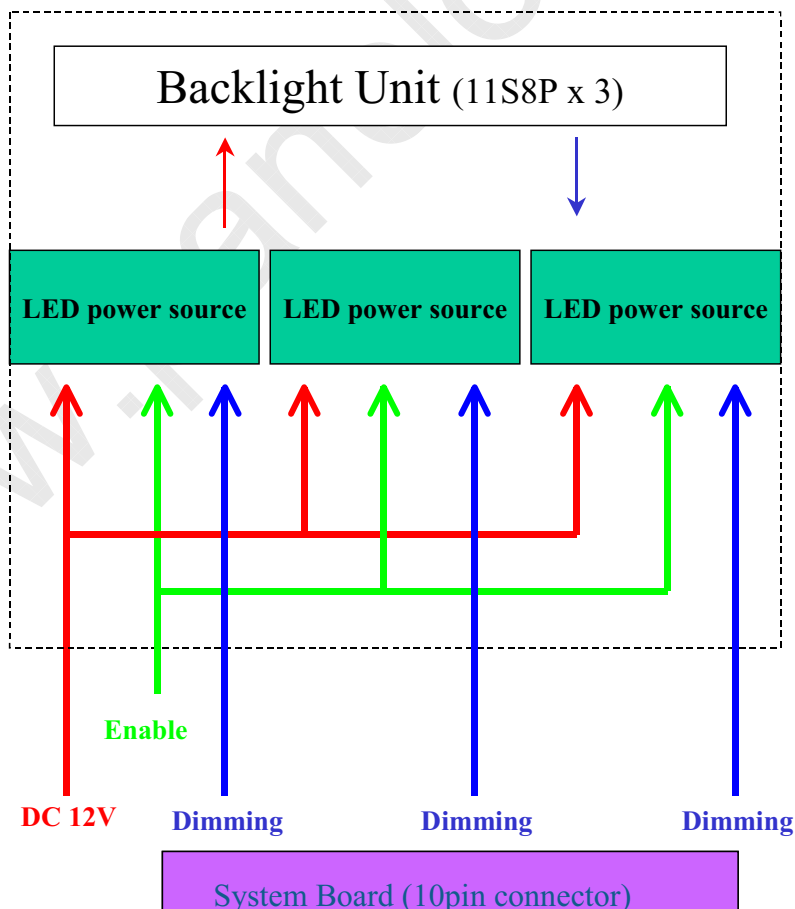 Backlight Unit (11S8P x 3)
LED power source LED power source LED power source
Enable
DC 12V Dimming Dimming Dimming
System Board (10pin connector)